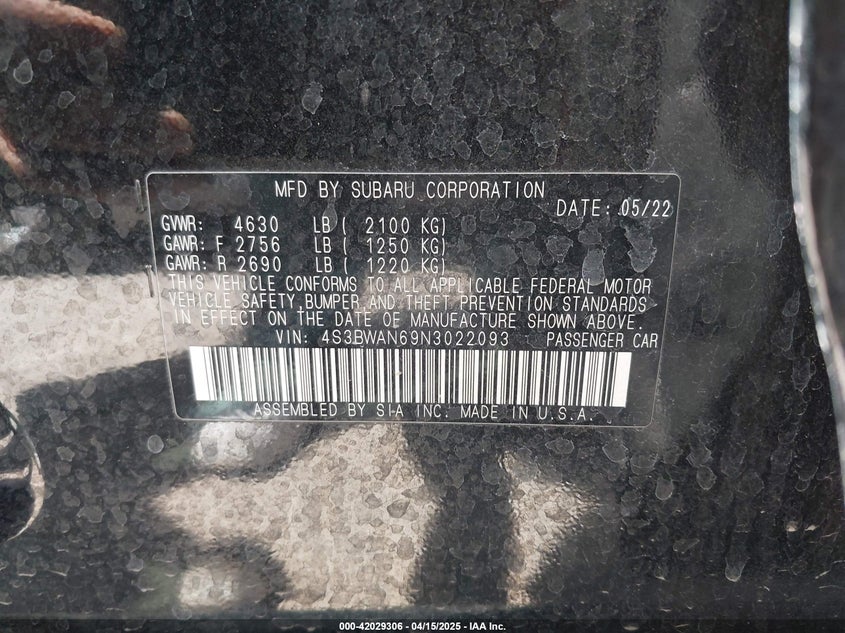 MFD BY SUBARU CORPORATION
DATE: 05/22
GVWR: 4630 LB ( 2100 KG)
GAWR: F 2756 LB ( 1250 KG)
GAWR: R 2690 LB ( 1220 KG)
THIS VEHICLE CONFORMS TO ALL APPLICABLE FEDERAL MOTOR
VEHICLE SAFETY, BUMPER, AND THEFT PREVENTION STANDARDS
IN EFFECT ON THE DATE OF MANUFACTURE SHOWN ABOVE.
VIN: 4S3BWAN69N3022093 PASSENGER CAR
ASSEMBLED BY SIA INC. MADE IN U.S.A.
000-42029306 - 04/15/2025 - IAA Inc.